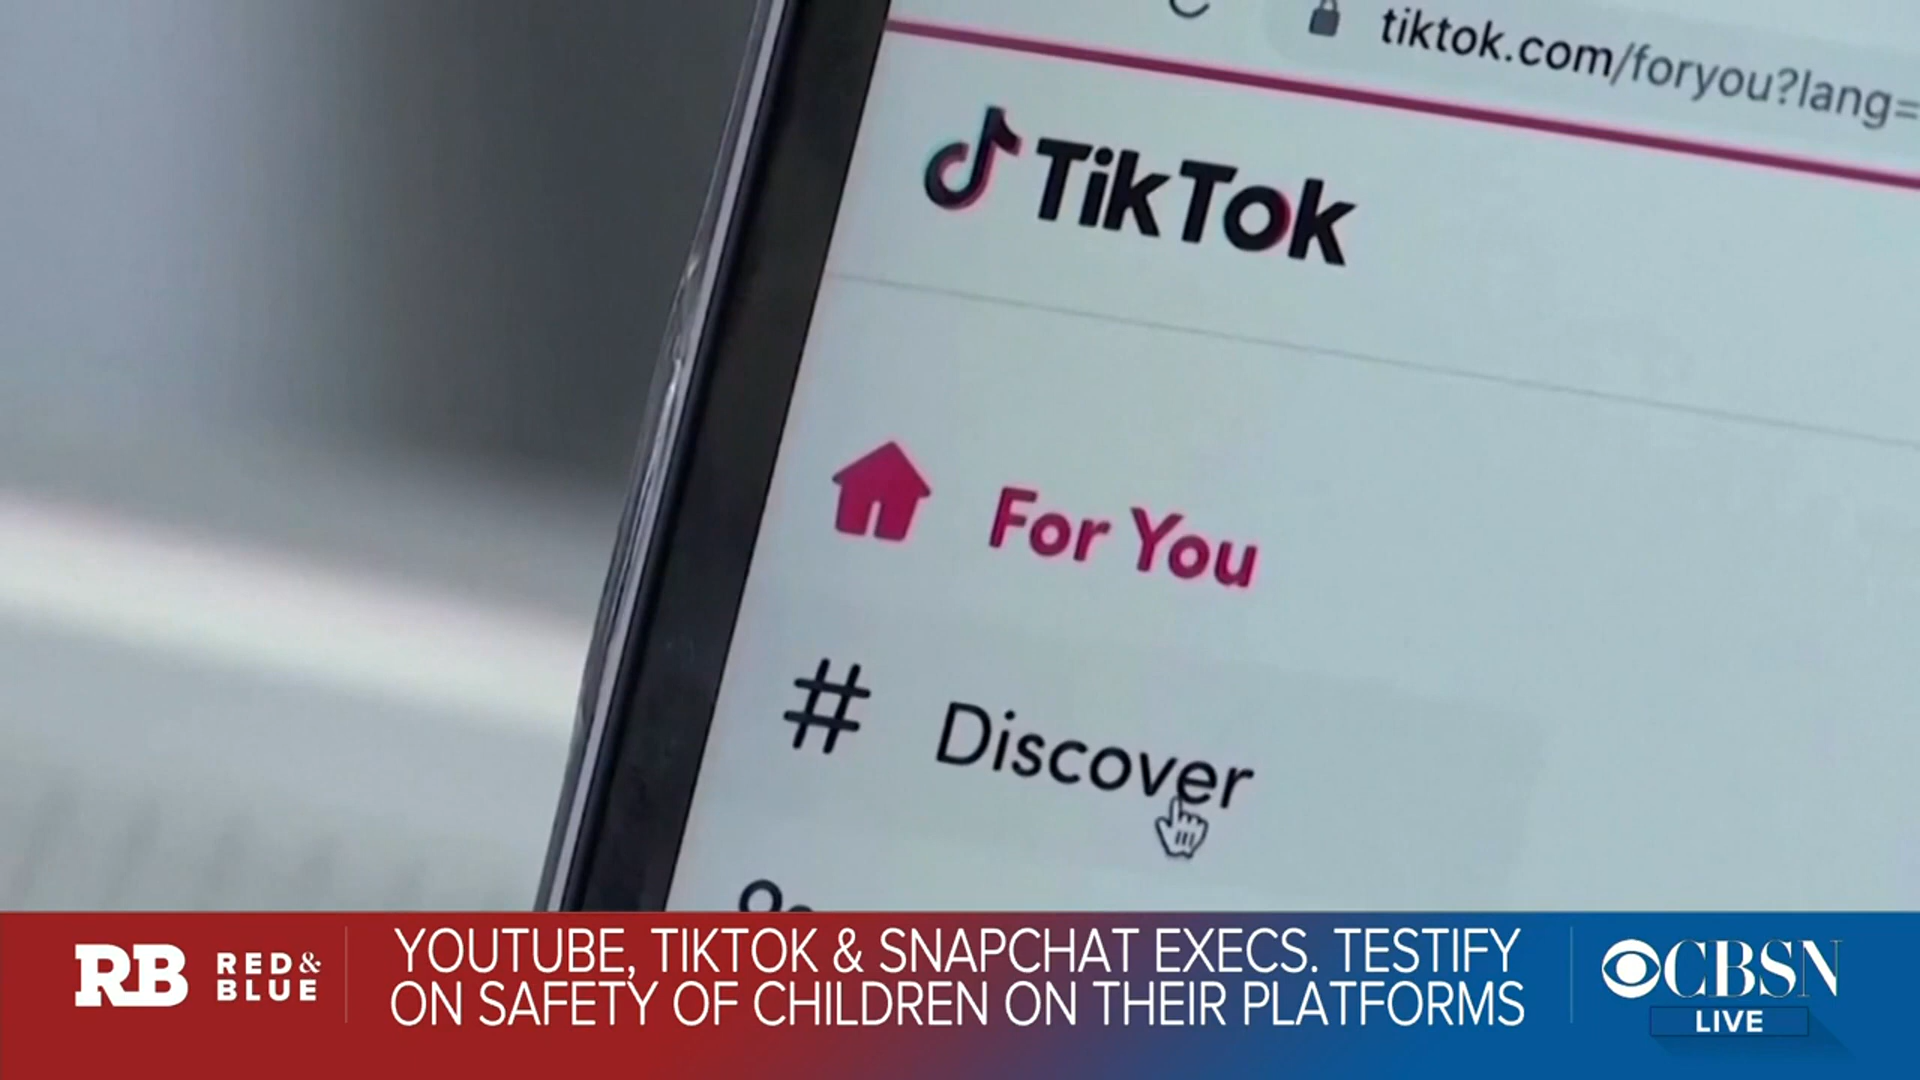 tiktok.com/foryou?lang=
TikTok
For You
# Discover
RB RED & BLUE
YOUTUBE, TIKTOK & SNAPCHAT EXECS. TESTIFY
ON SAFETY OF CHILDREN ON THEIR PLATFORMS
CBSN
LIVE